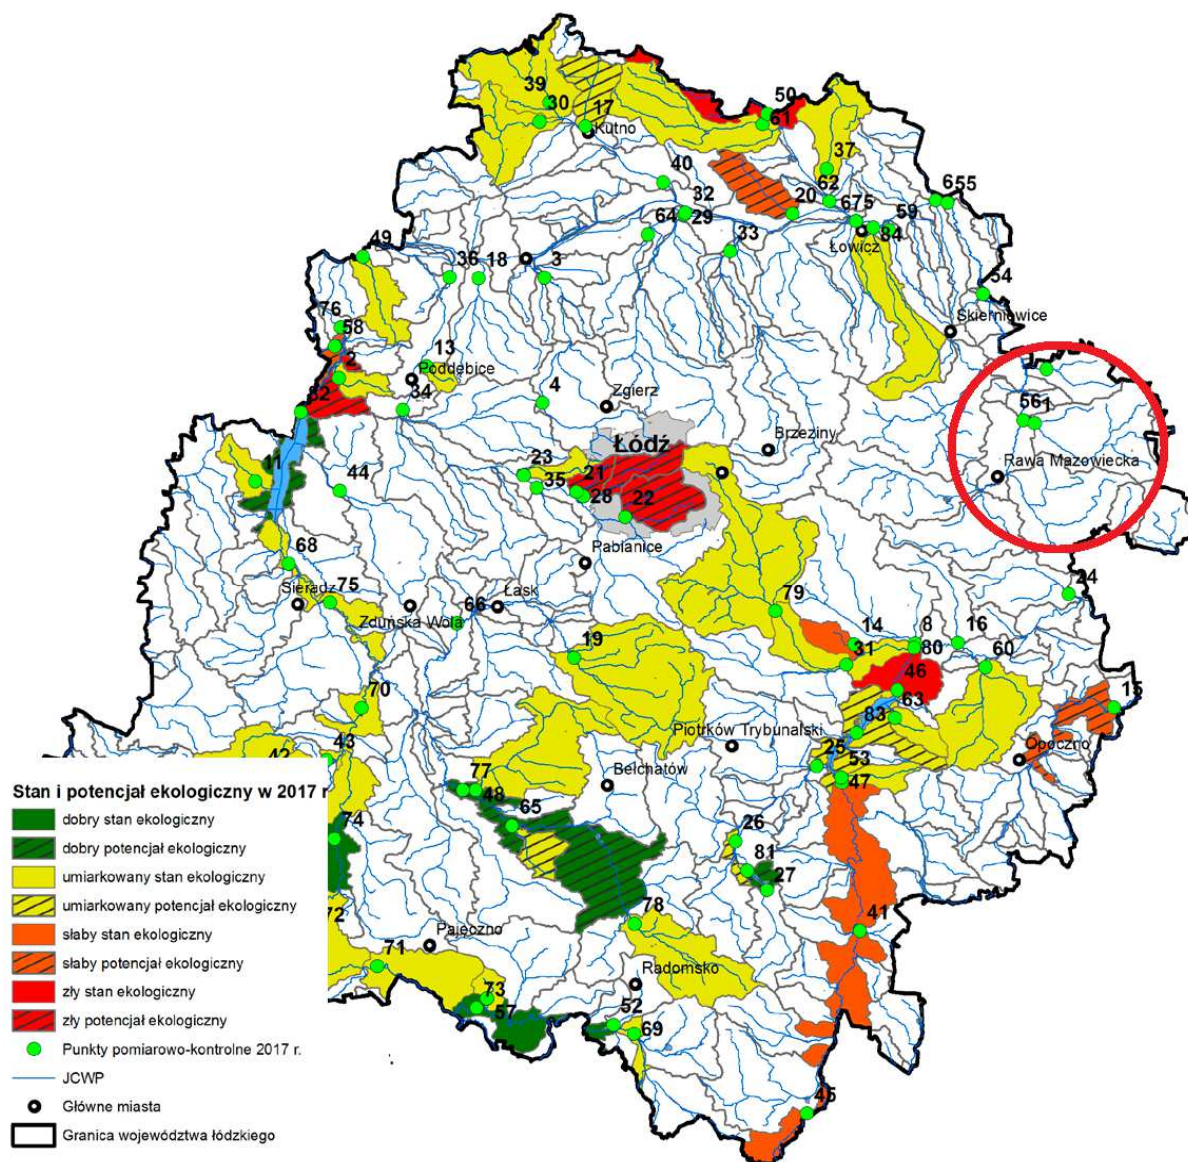 50
39
30
17
61
Kutno
37
40
62
32
20
675
59
655
64
29
33
84
Łowicz
49
36
18
3
54
76
Skierniewice
58
2
13
Poddębice
561
82
34
4
Zgierz
Brzeziny
Łódź
Rawa Mazowiecka
11
23
21
44
35
28
22
68
Pabianice
24
Sieradz
75
66
Łask
Zduńska Wola
79
14
8
16
19
31
80
60
46
70
63
15
83
Piotrków Trybunalski
43
42
25
Opoczno
53
77
Bełchatów
47
48
Stan i potencjał ekologiczny w 2017 r
dobry stan ekologiczny
74
65
26
dobry potencjał ekologiczny
81
27
umiarkowany stan ekologiczny
umiarkowany potencjał ekologiczny
72
78
41
słaby stan ekologiczny
Pajęczno
71
słaby potencjał ekologiczny
Radomsko
zły stan ekologiczny
73
57
52
zły potencjał ekologiczny
69
Punkty pomiarowo-kontrolne 2017 r.
JCWP
Główne miasta
45
Granica województwa łódzkiego